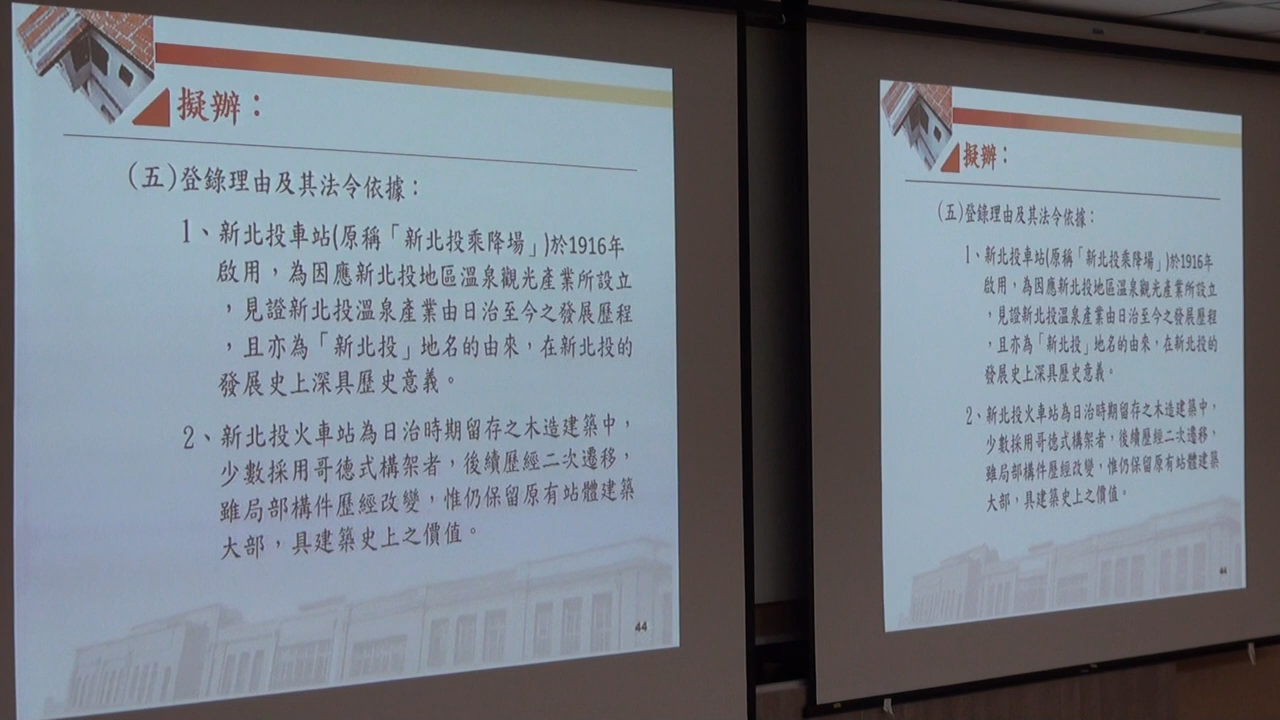 擬辦：
(五)登錄理由及其法令依據：
1、新北投車站(原稱「新北投乘降場」)於1916年
啟用，為因應新北投地區溫泉觀光產業所設立
，見證新北投溫泉產業由日治至今之發展歷程
，且亦為「新北投」地名的由來，在新北投的
發展史上深具歷史意義。
2、新北投火車站為日治時期留存之木造建築中，
少數採用哥德式構架者，後續歷經二次遷移，
雖局部構件歷經改變，惟仍保留原有站體建築
大部，具建築史上之價值。
44
擬辦：
(五)登錄理由及其法令依據：
1、新北投車站(原稱「新北投乘降場」)於1916年
啟用，為因應新北投地區溫泉觀光產業所設立
，見證新北投溫泉產業由日治至今之發展歷程
，且亦為「新北投」地名的由來，在新北投的
發展史上深具歷史意義。
2、新北投火車站為日治時期留存之木造建築中，
少數採用哥德式構架者，後續歷經二次遷移，
雖局部構件歷經改變，惟仍保留原有站體建築
大部，具建築史上之價值。
44